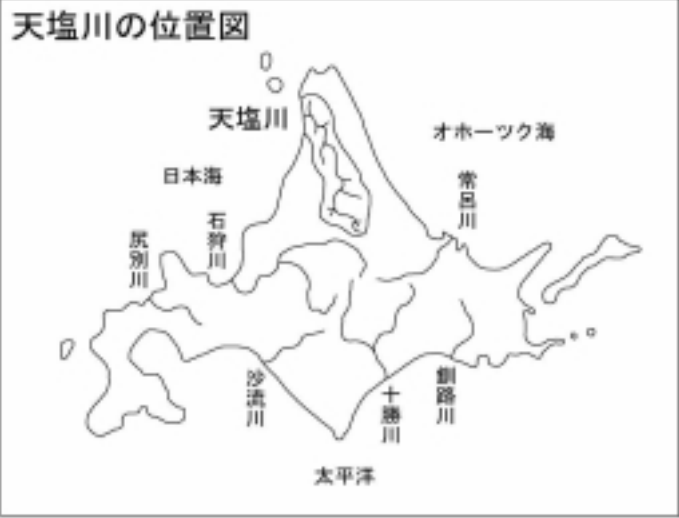 天塩川の位置図
天塩川
オホーツク海
日本海
常呂川
石狩川
尻別川
沙流川
十勝川
釧路川
太平洋